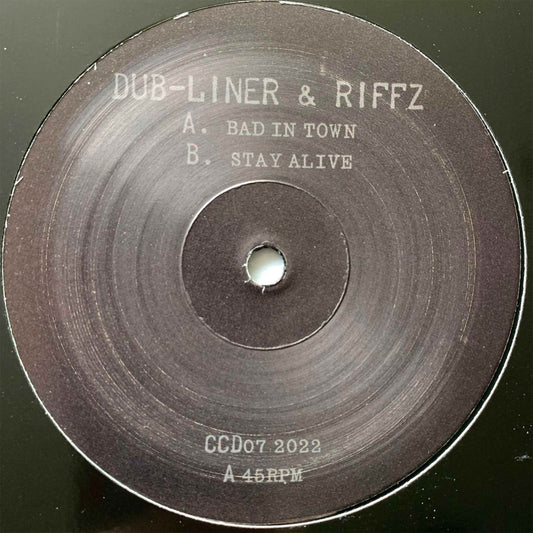 DUB-LINER & RIFFZ
A. BAD IN TOWN
B. STAY ALIVE
CCD07 2022
A 45RPM